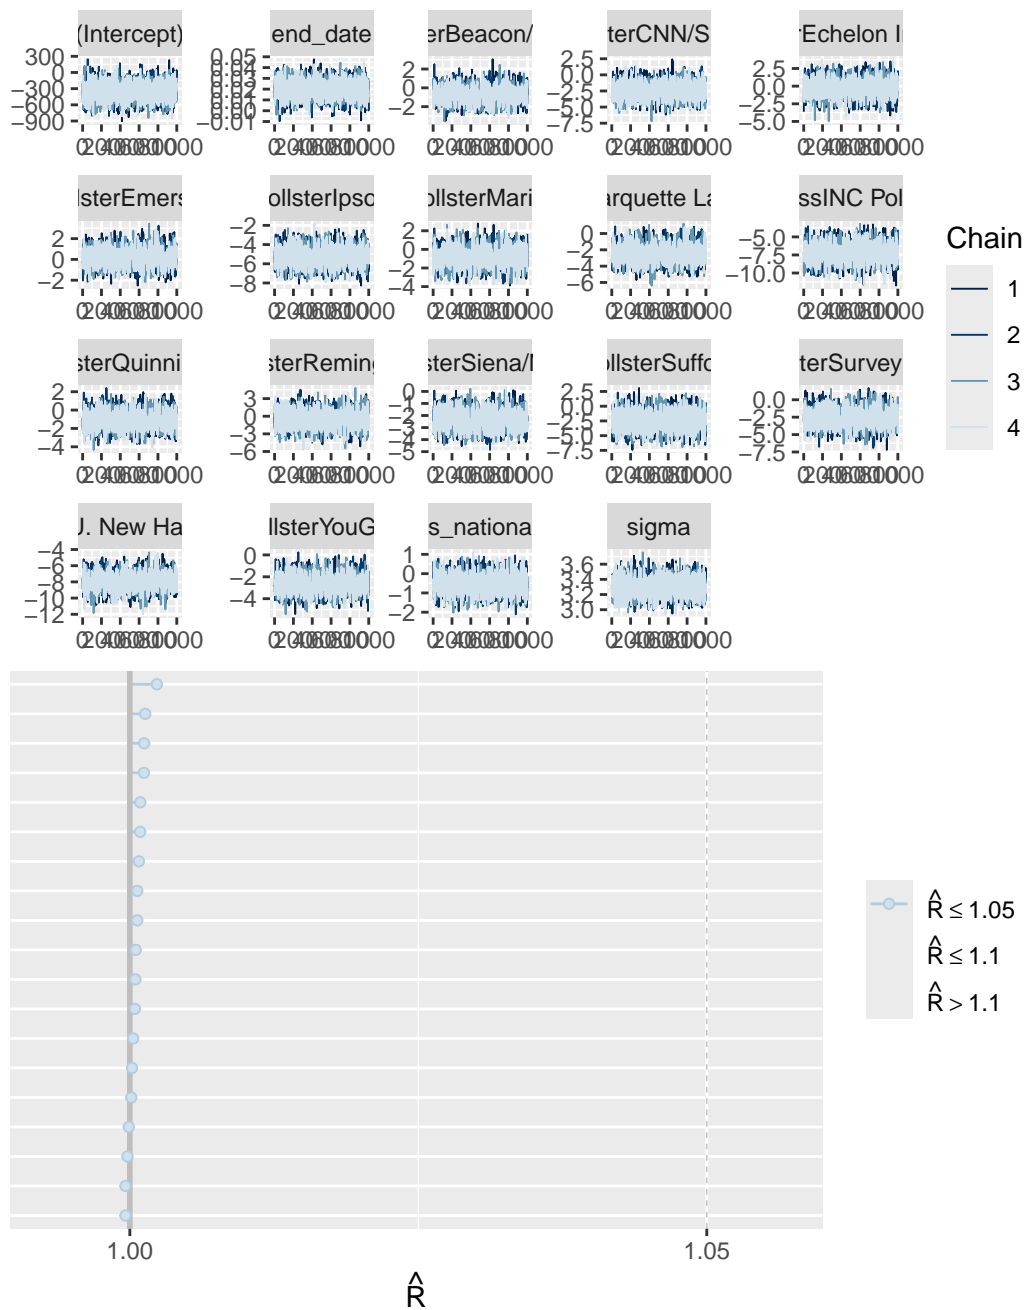 (Intercept) end_date erBeacon/ terCNN/S rEchelon I
300 0.05 2 2.5 2.5
0 0 0.0 0.0
−300 −2 −2.5 −2.5
−600 −5.0 −5.0
−900 −0.01 −7.5
lsterEmers ollsterIpso ollsterMari arquette La ssINC Pol
2 −2 2 0 −5.0
0 −4 0 −2 −7.5
−2 −6 −2 −4 −10.0
−8 −4 −6
sterQuinni sterReming sterSiena/ ollsterSuffo terSurvey
2 3 0 2.5 0.0
0 0 −1 0.0 −2.5
−2 −3 −2 −2.5 −5.0
−4 −6 −3 −5.0 −7.5
−4 −7.5
−5
J. New Ha llsterYouG s_nationa sigma
−4 0 1 3.6
−6 −2 0 3.4
−8 −4 −1 3.2
−10 −2 3.0
−12
Chain
1
2
3
4
R̂ ≤ 1.05
R̂ ≤ 1.1
R̂ > 1.1
1.00 1.05
R̂